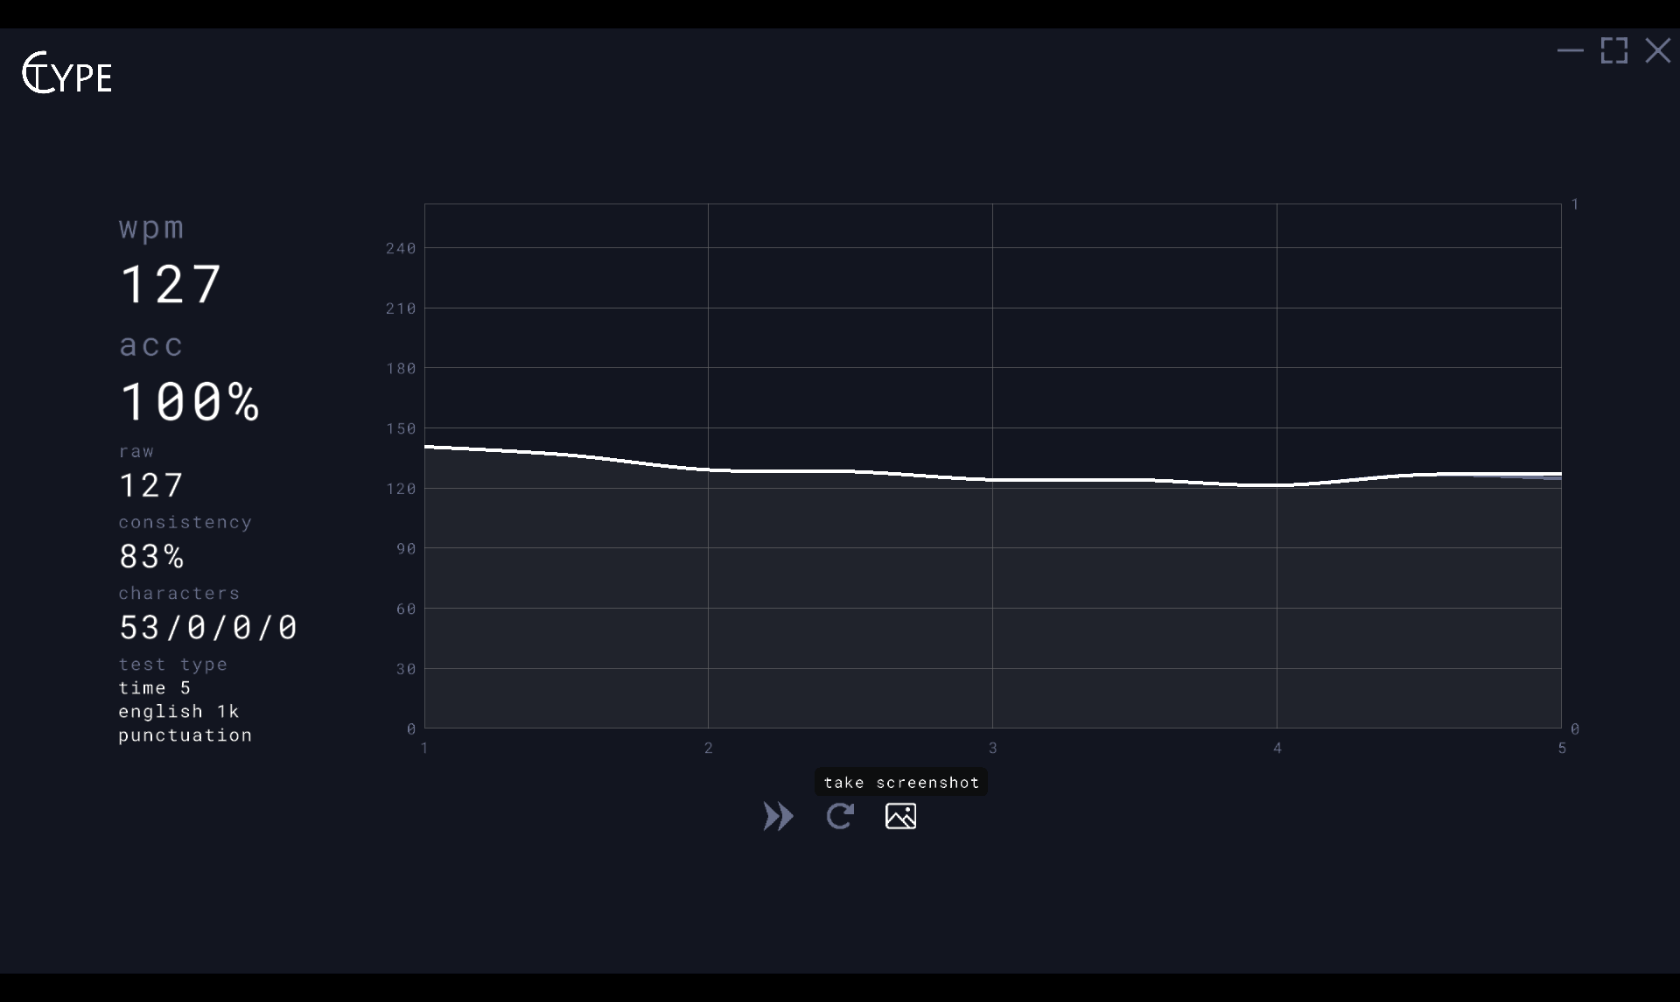 CTYPE
wpm
127
acc
100%
raw
127
consistency
83%
characters
53/0/0/0
test type
time 5
english 1k
punctuation
240
210
180
150
120
90
60
30
0
1
2
3
4
5
1
0
take screenshot